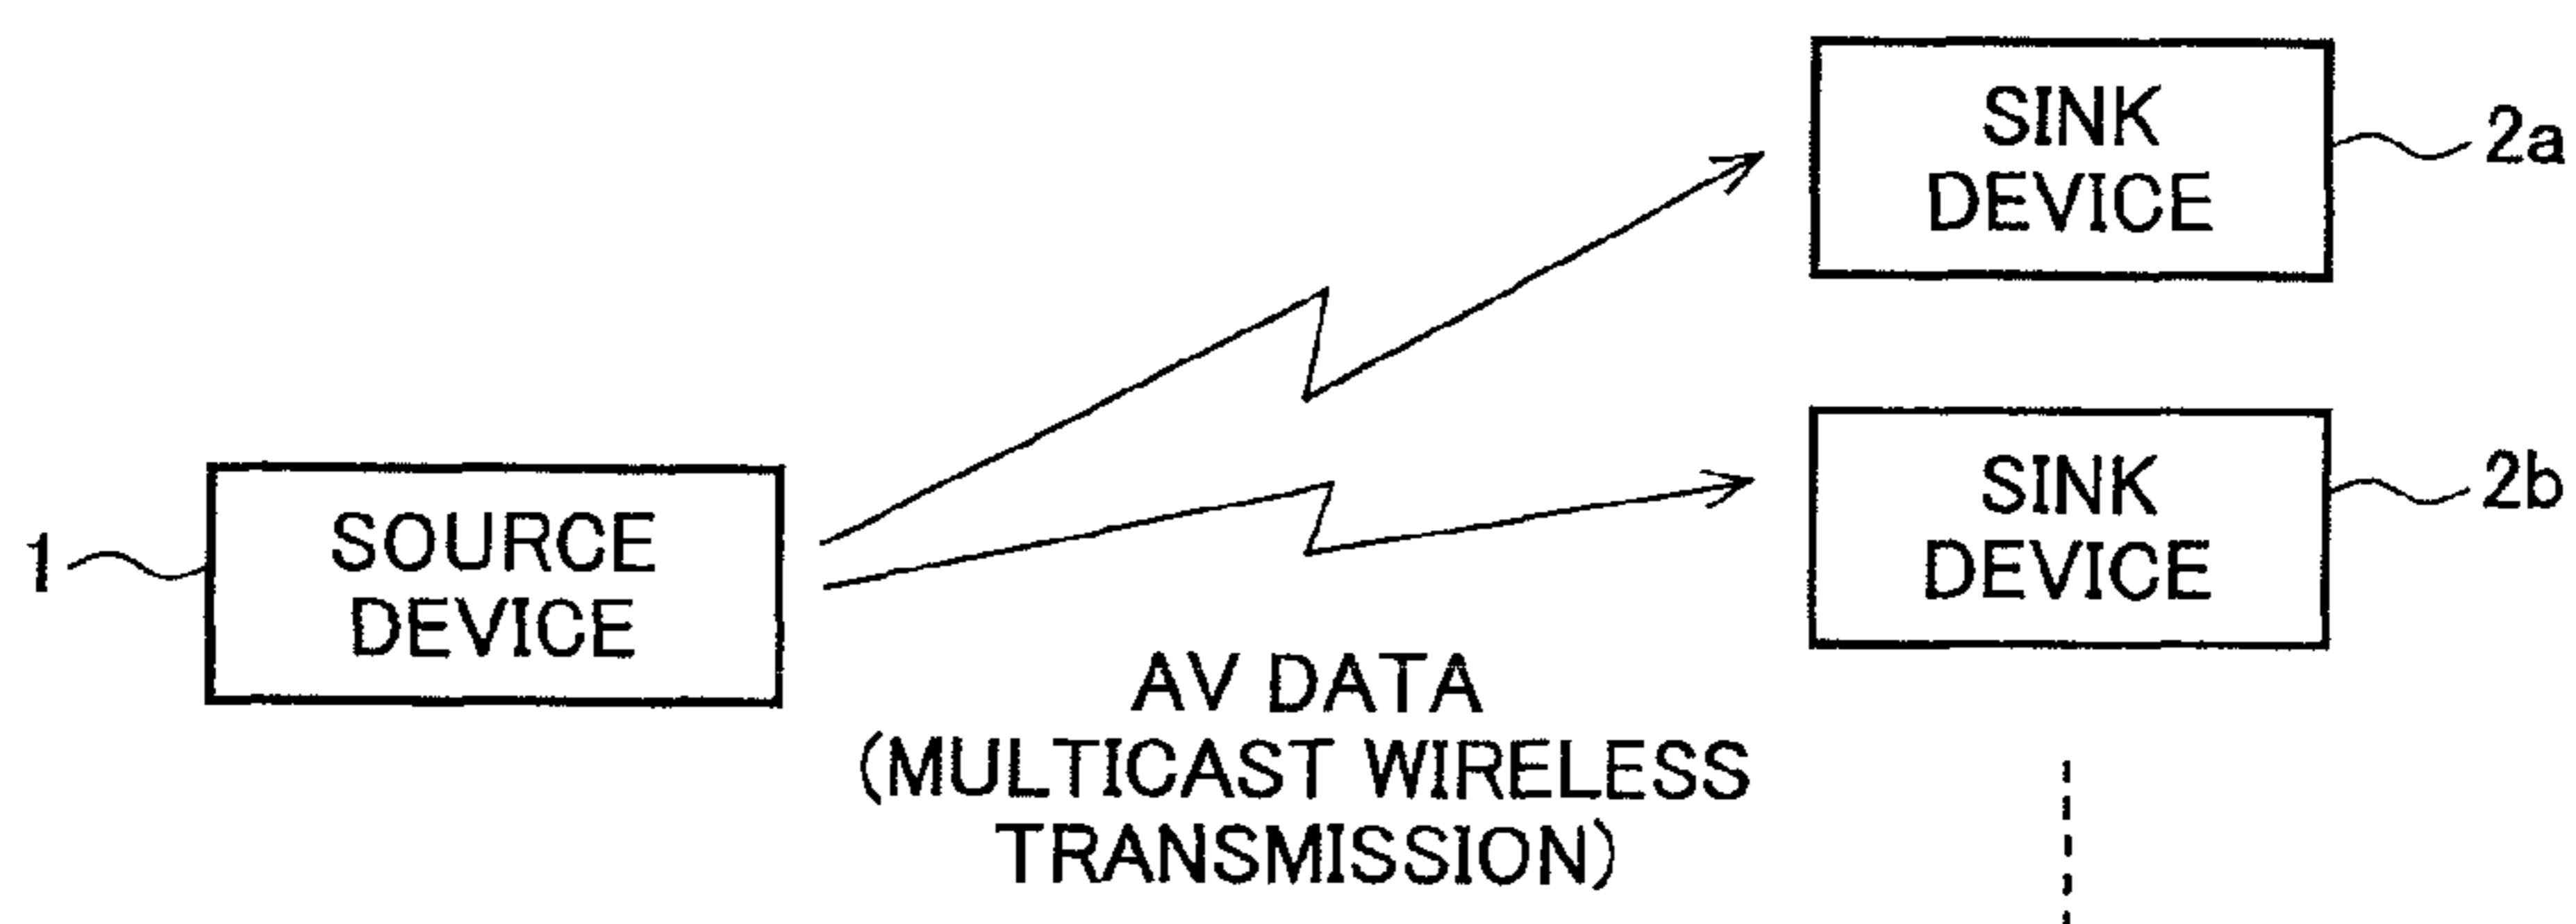 SINK
DEVICE
2a
SINK
DEVICE
2b
1
SOURCE
DEVICE
AV DATA
(MULTICAST WIRELESS
TRANSMISSION)